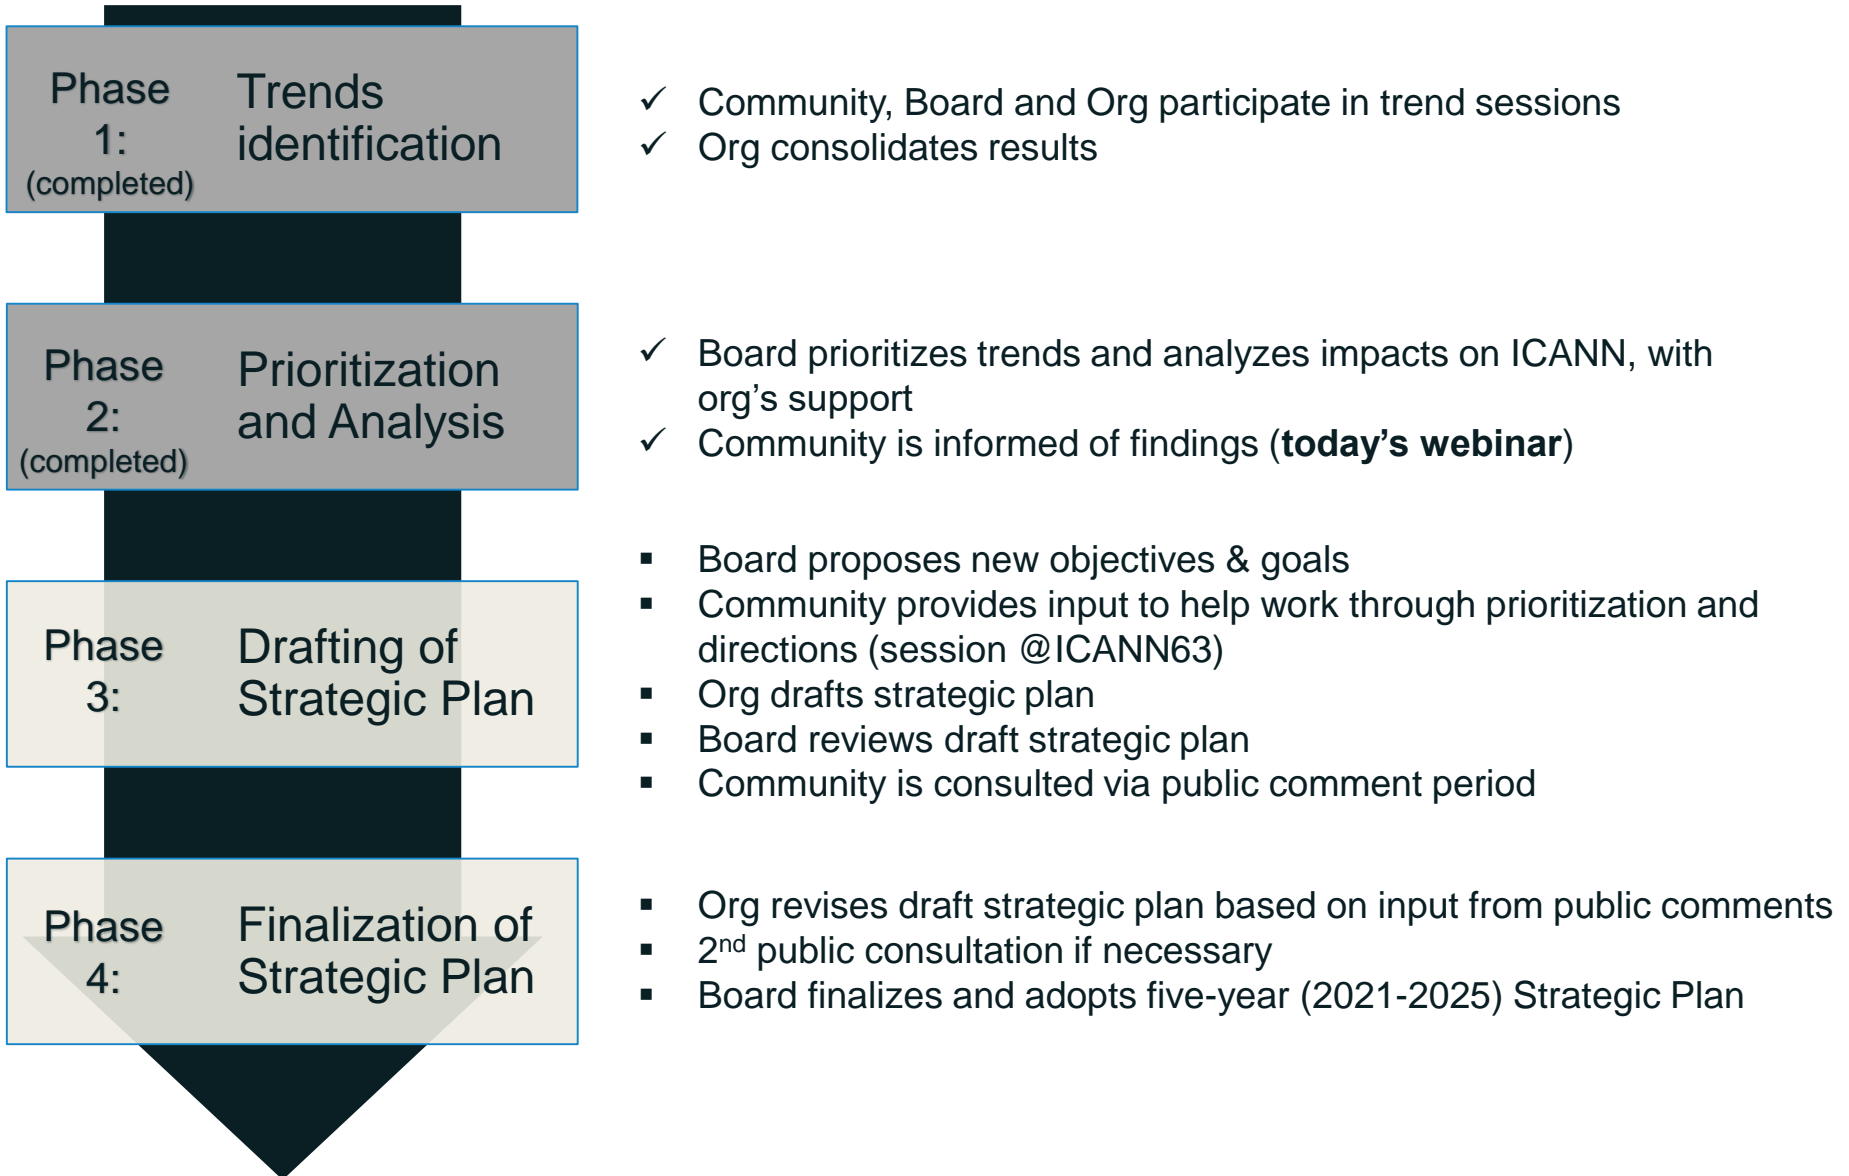 Phase
1:
(completed)
Trends
identification
✓ Community, Board and Org participate in trend sessions
✓ Org consolidates results
Phase
2:
(completed)
Prioritization
and Analysis
✓ Board prioritizes trends and analyzes impacts on ICANN, with
org’s support
✓ Community is informed of findings (today’s webinar)
Phase
3:
Drafting of
Strategic Plan
▪ Board proposes new objectives & goals
▪ Community provides input to help work through prioritization and
directions (session @ICANN63)
▪ Org drafts strategic plan
▪ Board reviews draft strategic plan
▪ Community is consulted via public comment period
Phase
4:
Finalization of
Strategic Plan
▪ Org revises draft strategic plan based on input from public comments
▪ 2nd public consultation if necessary
▪ Board finalizes and adopts five-year (2021-2025) Strategic Plan